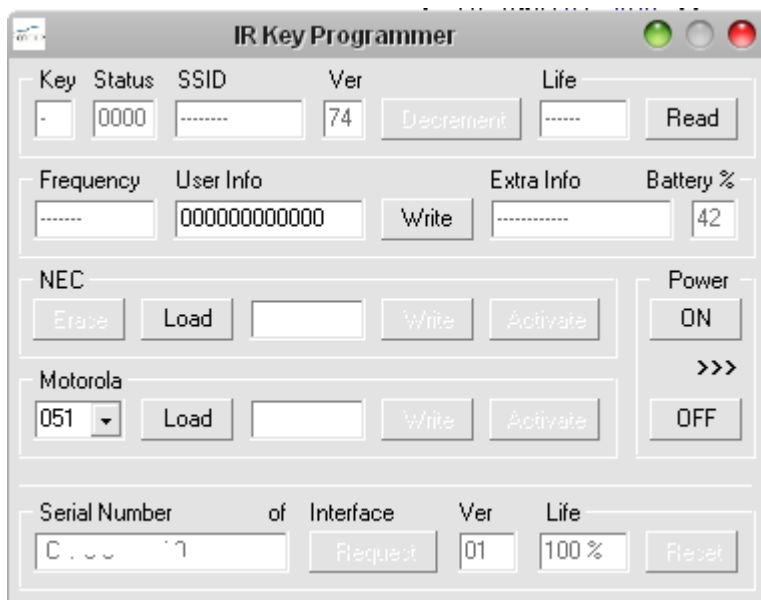 IR Key Programmer
Key Status SSID Ver Life
- 0000 -------- 74 Decrement ------ Read
Frequency User Info Extra Info Battery %
------- 000000000000 Write ------------ 42
NEC Power
Erase Load Write Activate ON
>>>
Motorola
051 Load Write Activate OFF
Serial Number of Interface Ver Life
Request 01 100 % Reset